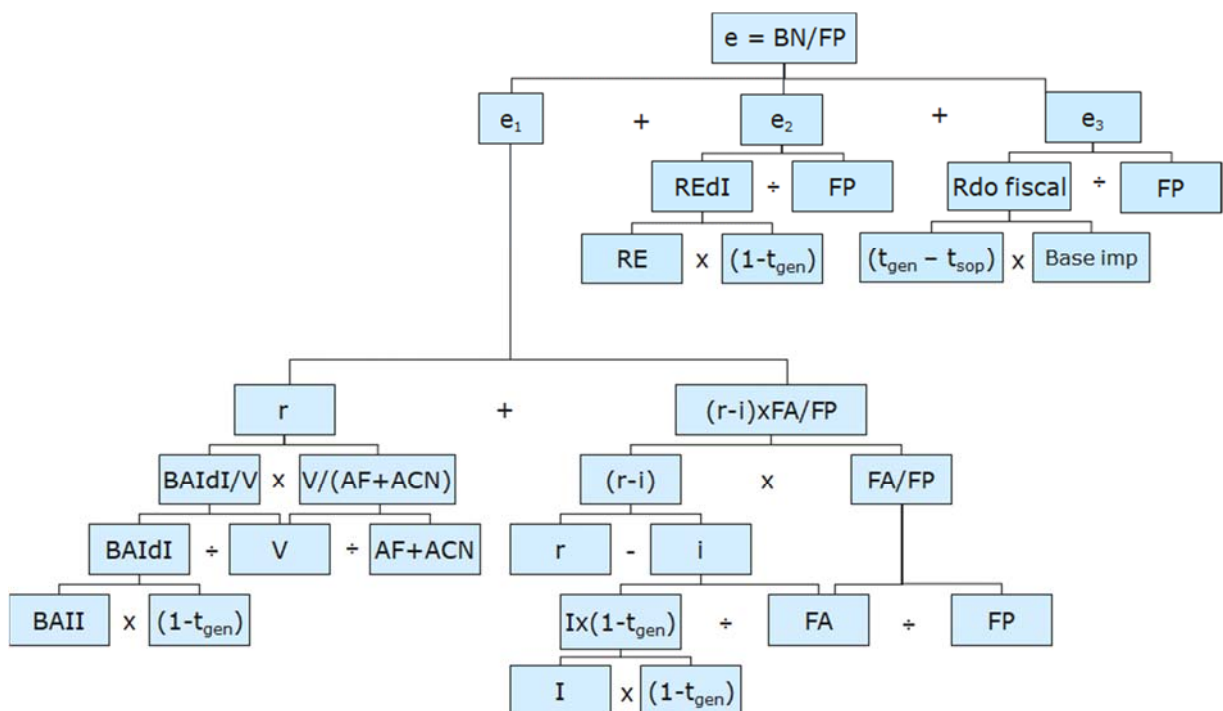 e = BN/FP
e₁ + e₂ + e₃
REdI ÷ FP Rdo fiscal ÷ FP
RE x (1-tgen) (tgen – tsop) x Base imp
r + (r-i)xFA/FP
BAIdI/V x V/(AF+ACN) (r-i) x FA/FP
BAIdI ÷ V ÷ AF+ACN r - i
BAII x (1-tgen) Ix(1-tgen) ÷ FA ÷ FP
I x (1-tgen)